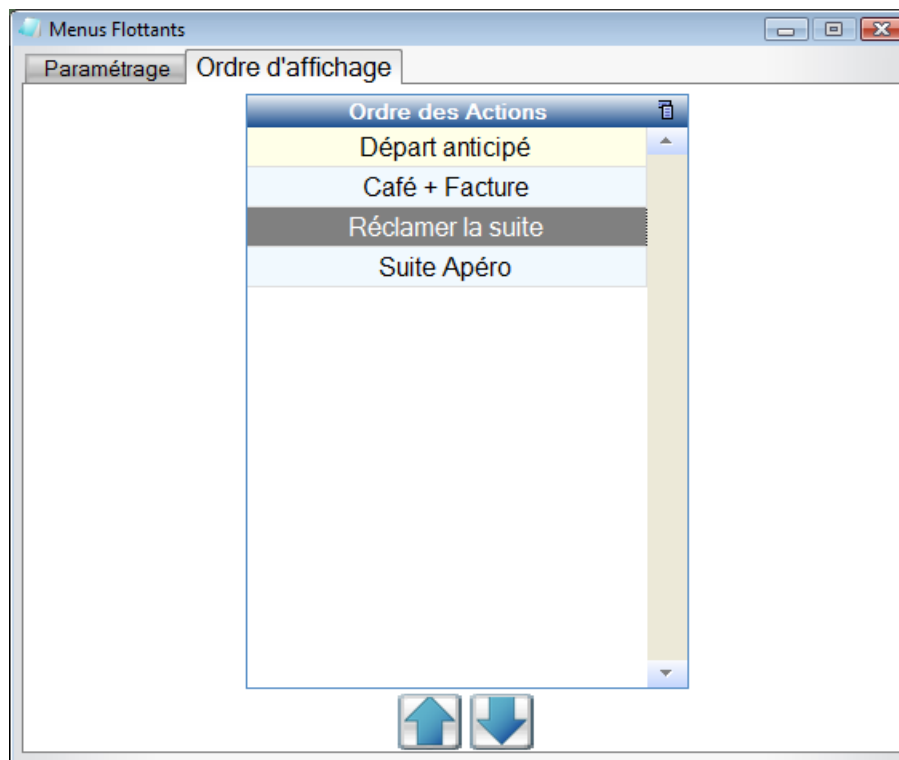 Menus Flottants
Paramétrage
Ordre d'affichage
Ordre des Actions
Départ anticipé
Café + Facture
Réclamer la suite
Suite Apéro